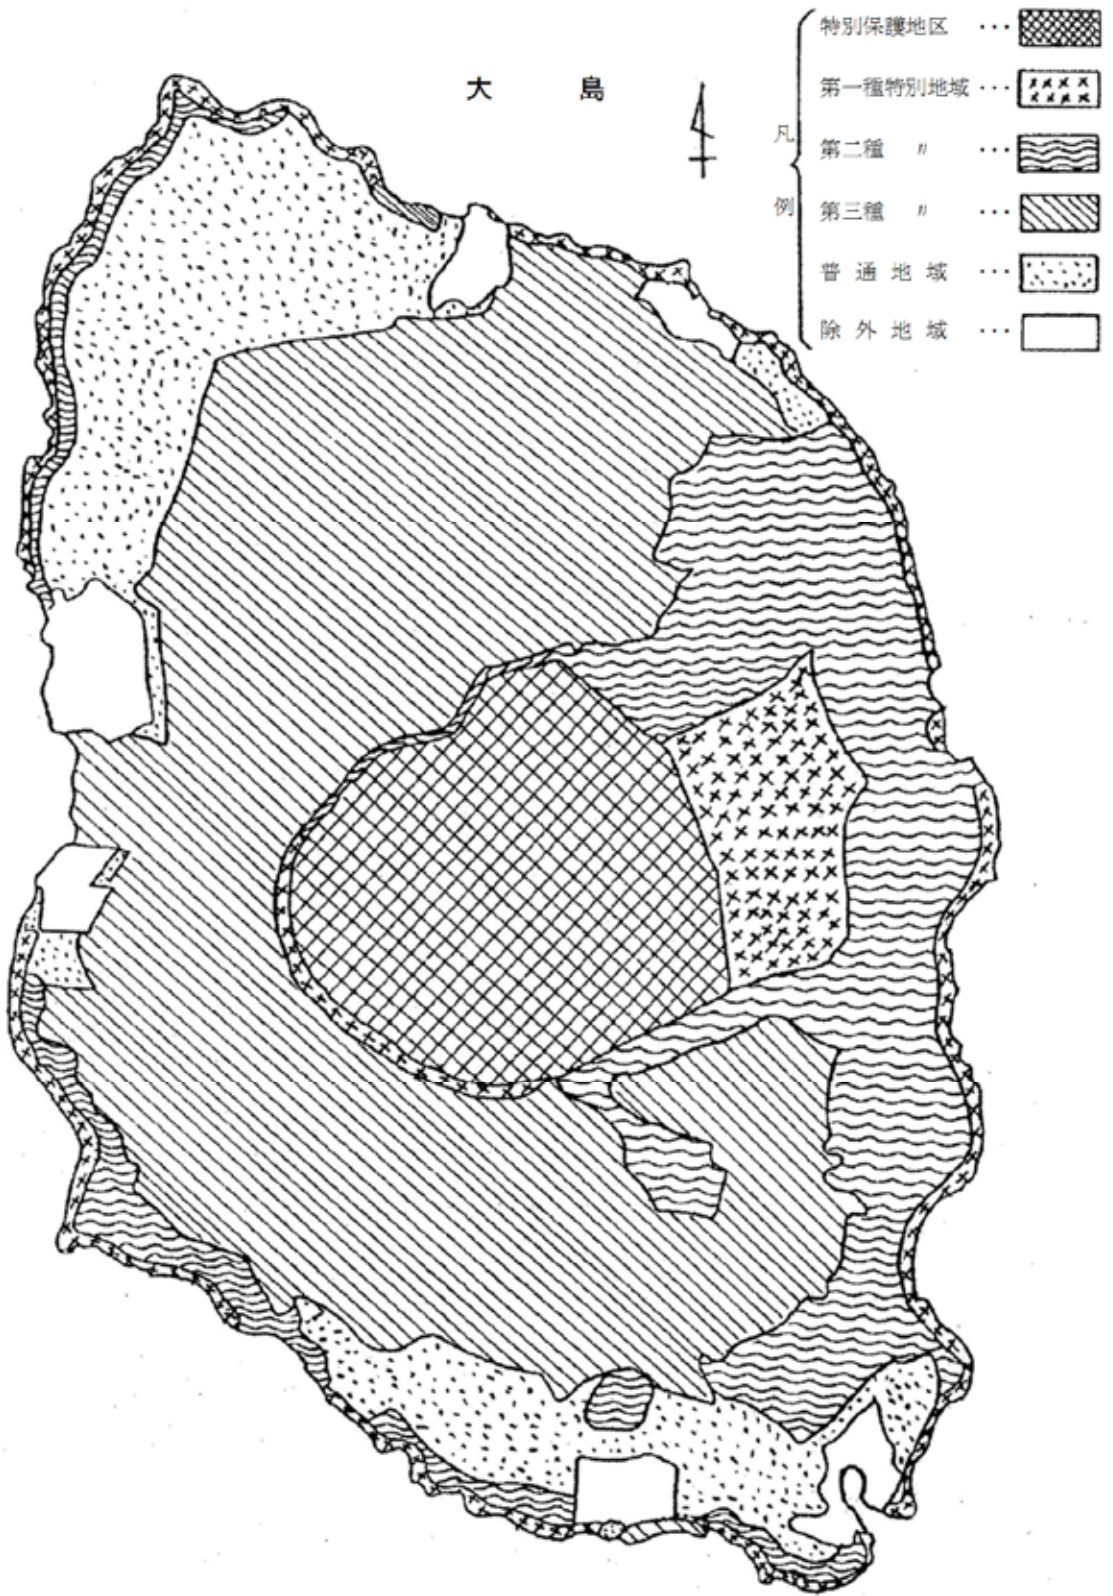 大島
凡例
特別保護地区 ･･･
第一種特別地域 ･･･
第二種 〃 ･･･
第三種 〃 ･･･
普通地域 ･･･
除外地域 ･･･